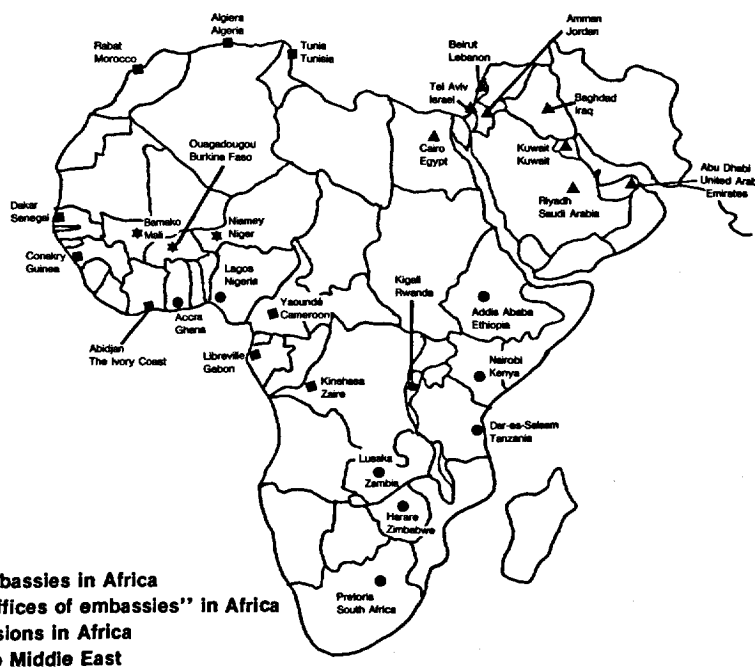 Algiers
Algeria
Rabat
Morocco
Tunia
Tunisia
Beirut
Lebanon
Amman
Jordan
Tel Aviv
Israel
Baghdad
Iraq
Cairo
Egypt
Kuwait
Kuwait
Abu Dhabi
United Arab
Emirates
Riyadh
Saudi Arabia
Ouagadougou
Burkina Faso
Dakar
Senegal
Bamako
Mali
Niamey
Niger
Conakry
Guinea
Lagos
Nigeria
Accra
Ghana
Abidjan
The Ivory Coast
Yaoundé
Cameroon
Libreville
Gabon
Kigali
Rwanda
Addis Ababa
Ethiopia
Nairobi
Kenya
Kinshasa
Zaire
Dar-es-Salaam
Tanzania
Lusaka
Zambia
Harare
Zimbabwe
Pretoria
South Africa
bassies in Africa
ffices of embassies" in Africa
sions in Africa
Middle East